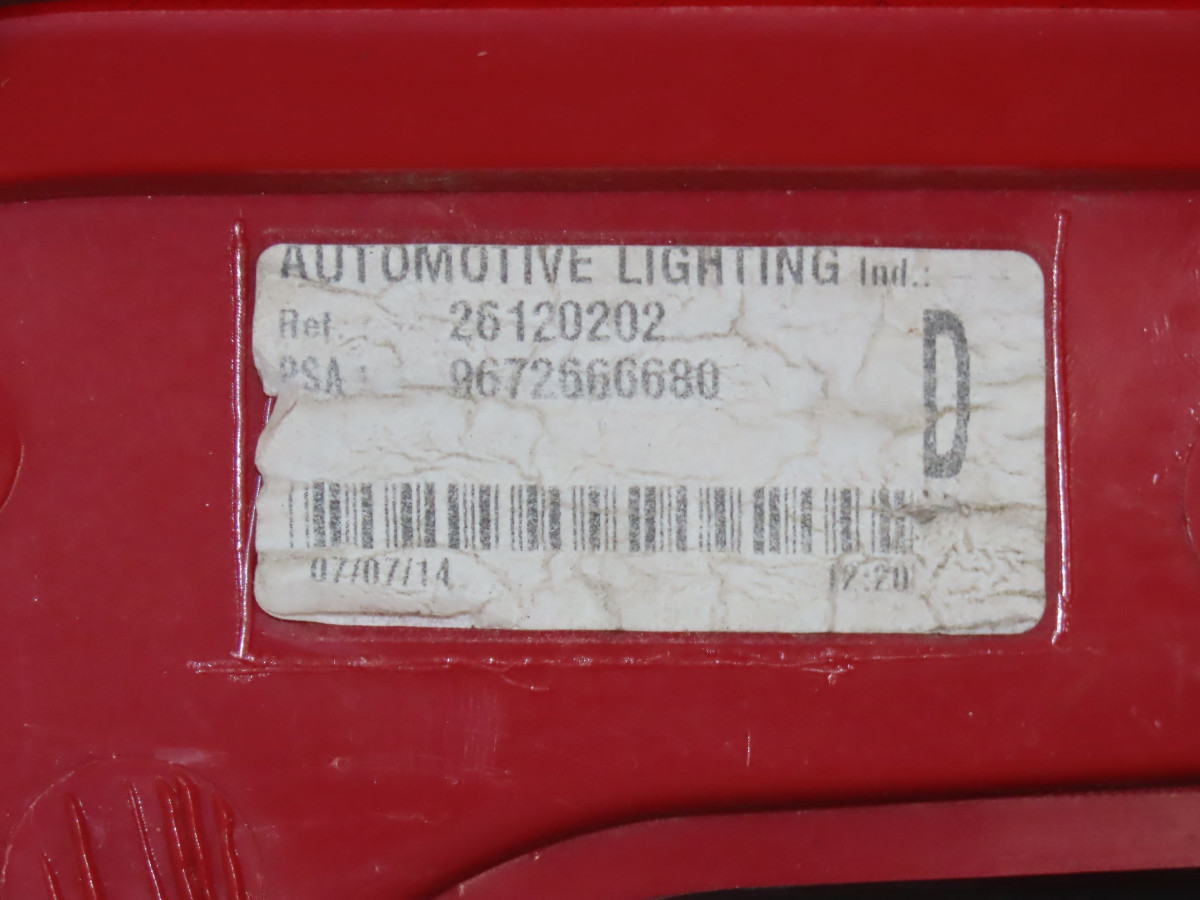 AUTOMOTIVE LIGHTING Ind.:
Ref. : 26120202
PSA : 9672666680
D
07/07/14 12:20